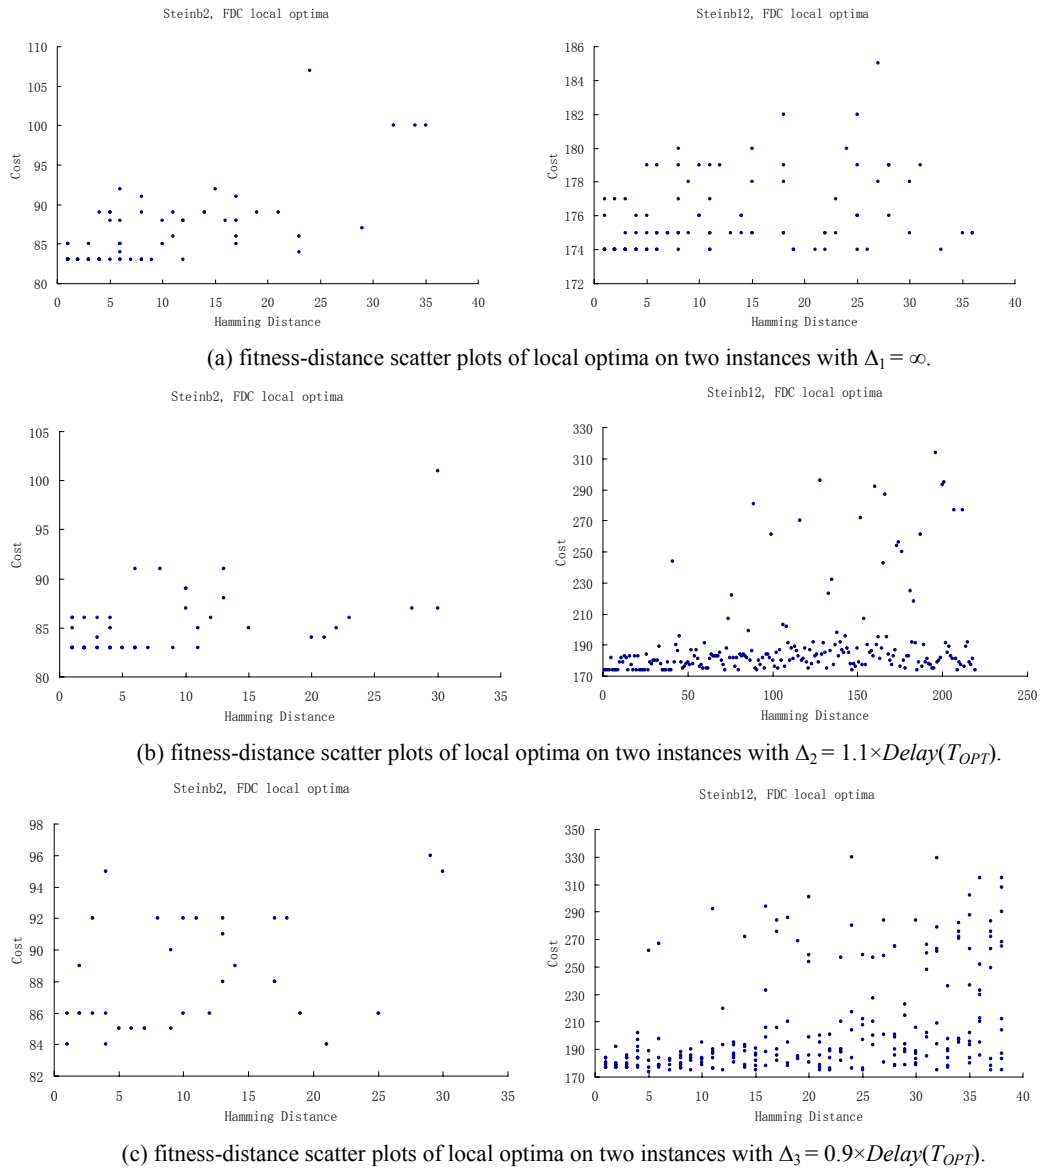 Steinb2, FDC local optima
Steinb12, FDC local optima
110
105
100
95
90
85
80
Cost
0 5 10 15 20 25 30 35 40
Hamming Distance
186
184
182
180
178
176
174
172
Cost
0 5 10 15 20 25 30 35 40
Hamming Distance
(a) fitness-distance scatter plots of local optima on two instances with Δ₁ = ∞.
Steinb2, FDC local optima
Steinb12, FDC local optima
105
100
95
90
85
80
Cost
0 5 10 15 20 25 30 35
Hamming Distance
330
310
290
270
250
230
210
190
170
Cost
0 50 100 150 200 250
Hamming Distance
(b) fitness-distance scatter plots of local optima on two instances with Δ₂ = 1.1×Delay(T_OPT).
Steinb2, FDC local optima
Steinb12, FDC local optima
98
96
94
92
90
88
86
84
82
Cost
0 5 10 15 20 25 30 35
Hamming Distance
350
330
310
290
270
250
230
210
190
170
Cost
0 5 10 15 20 25 30 35 40
Hamming Distance
(c) fitness-distance scatter plots of local optima on two instances with Δ₃ = 0.9×Delay(T_OPT).